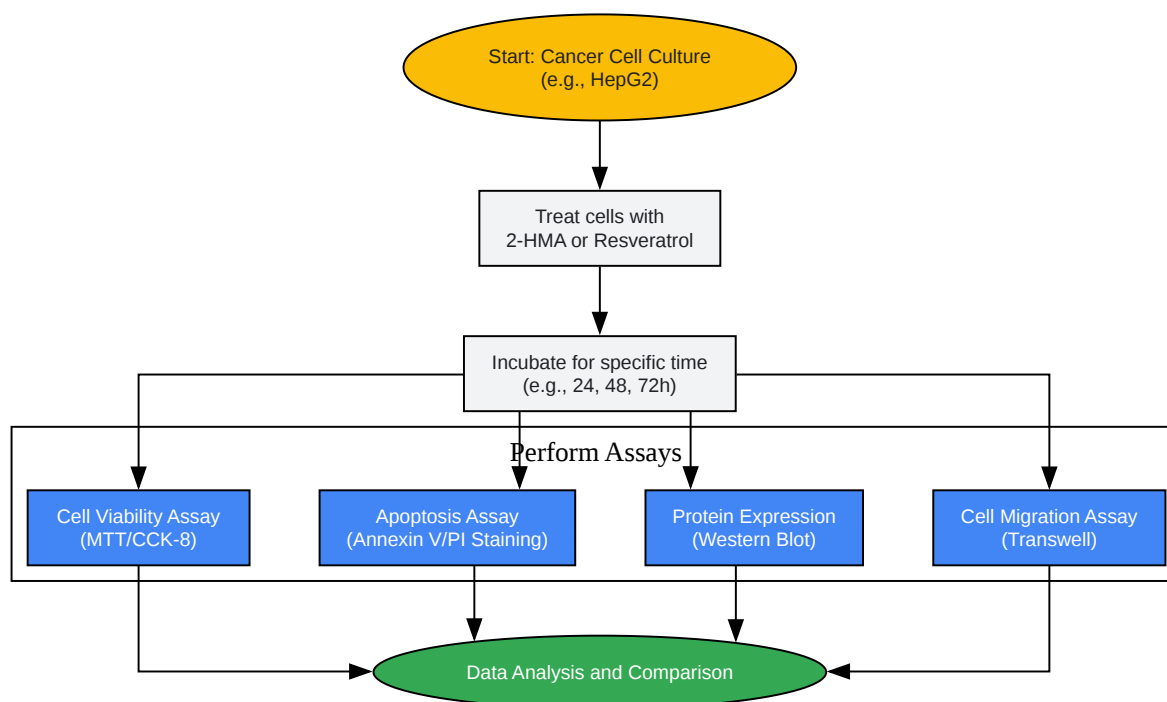 Start: Cancer Cell Culture
(e.g., HepG2)
Treat cells with
2-HMA or Resveratrol
Incubate for specific time
(e.g., 24, 48, 72h)
Perform Assays
Cell Viability Assay
(MTT/CCK-8)
Apoptosis Assay
(Annexin V/PI Staining)
Protein Expression
(Western Blot)
Cell Migration Assay
(Transwell)
Data Analysis and Comparison